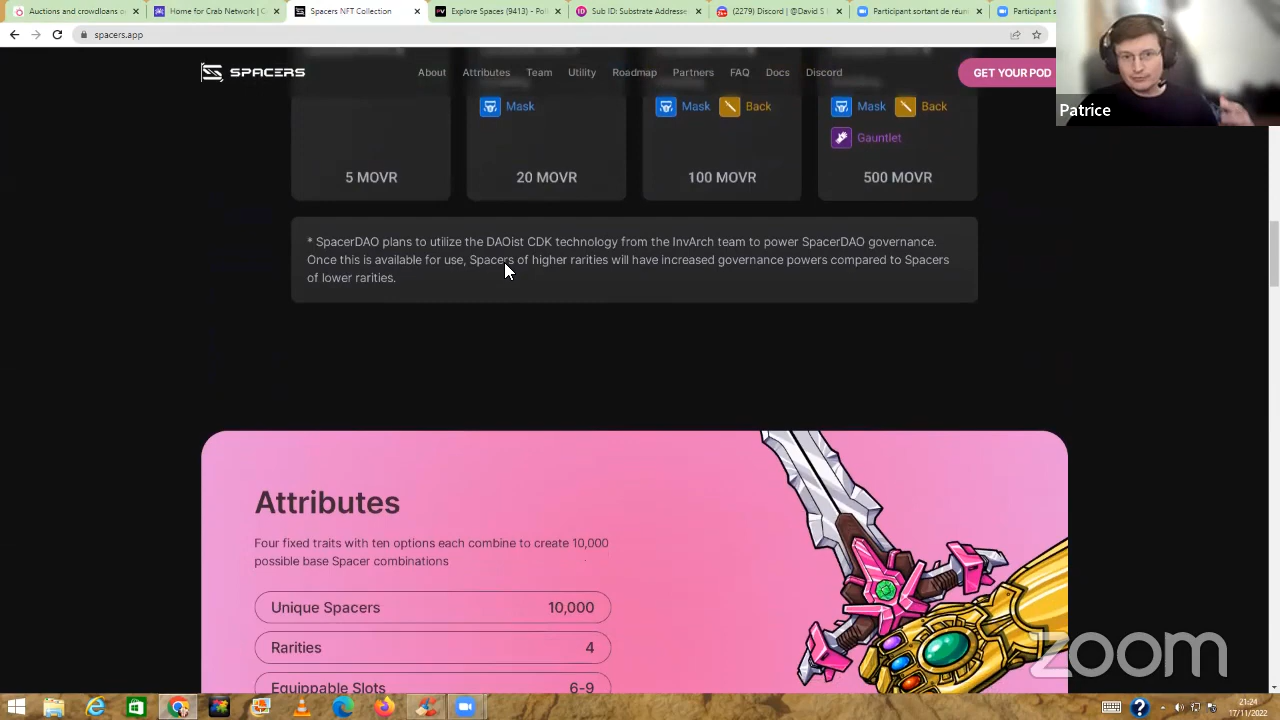 Auctions and crowdloans o
Home for Crab Network | C
Spacers NFT Collection
Explore Spaces (9413) - Pol
Sub ID: Substrate Addresse
(2279) Discord | @David S |
Participant sortant de réuni
Participant s
spacers.app
SPACERS
About
Attributes
Team
Utility
Roadmap
Partners
FAQ
Docs
Discord
GET YOUR POD
Patrice
Mask
Mask
Back
Mask
Back
Gauntlet
5 MOVR
20 MOVR
100 MOVR
500 MOVR
* SpacerDAO plans to utilize the DAOist CDK technology from the InvArch team to power SpacerDAO governance.
Once this is available for use, Spacers of higher rarities will have increased governance powers compared to Spacers
of lower rarities.
Attributes
Four fixed traits with ten options each combine to create 10,000
possible base Spacer combinations
Unique Spacers
10,000
Rarities
4
Equippable Slots
6-9
zoom
21:24
17/11/2022